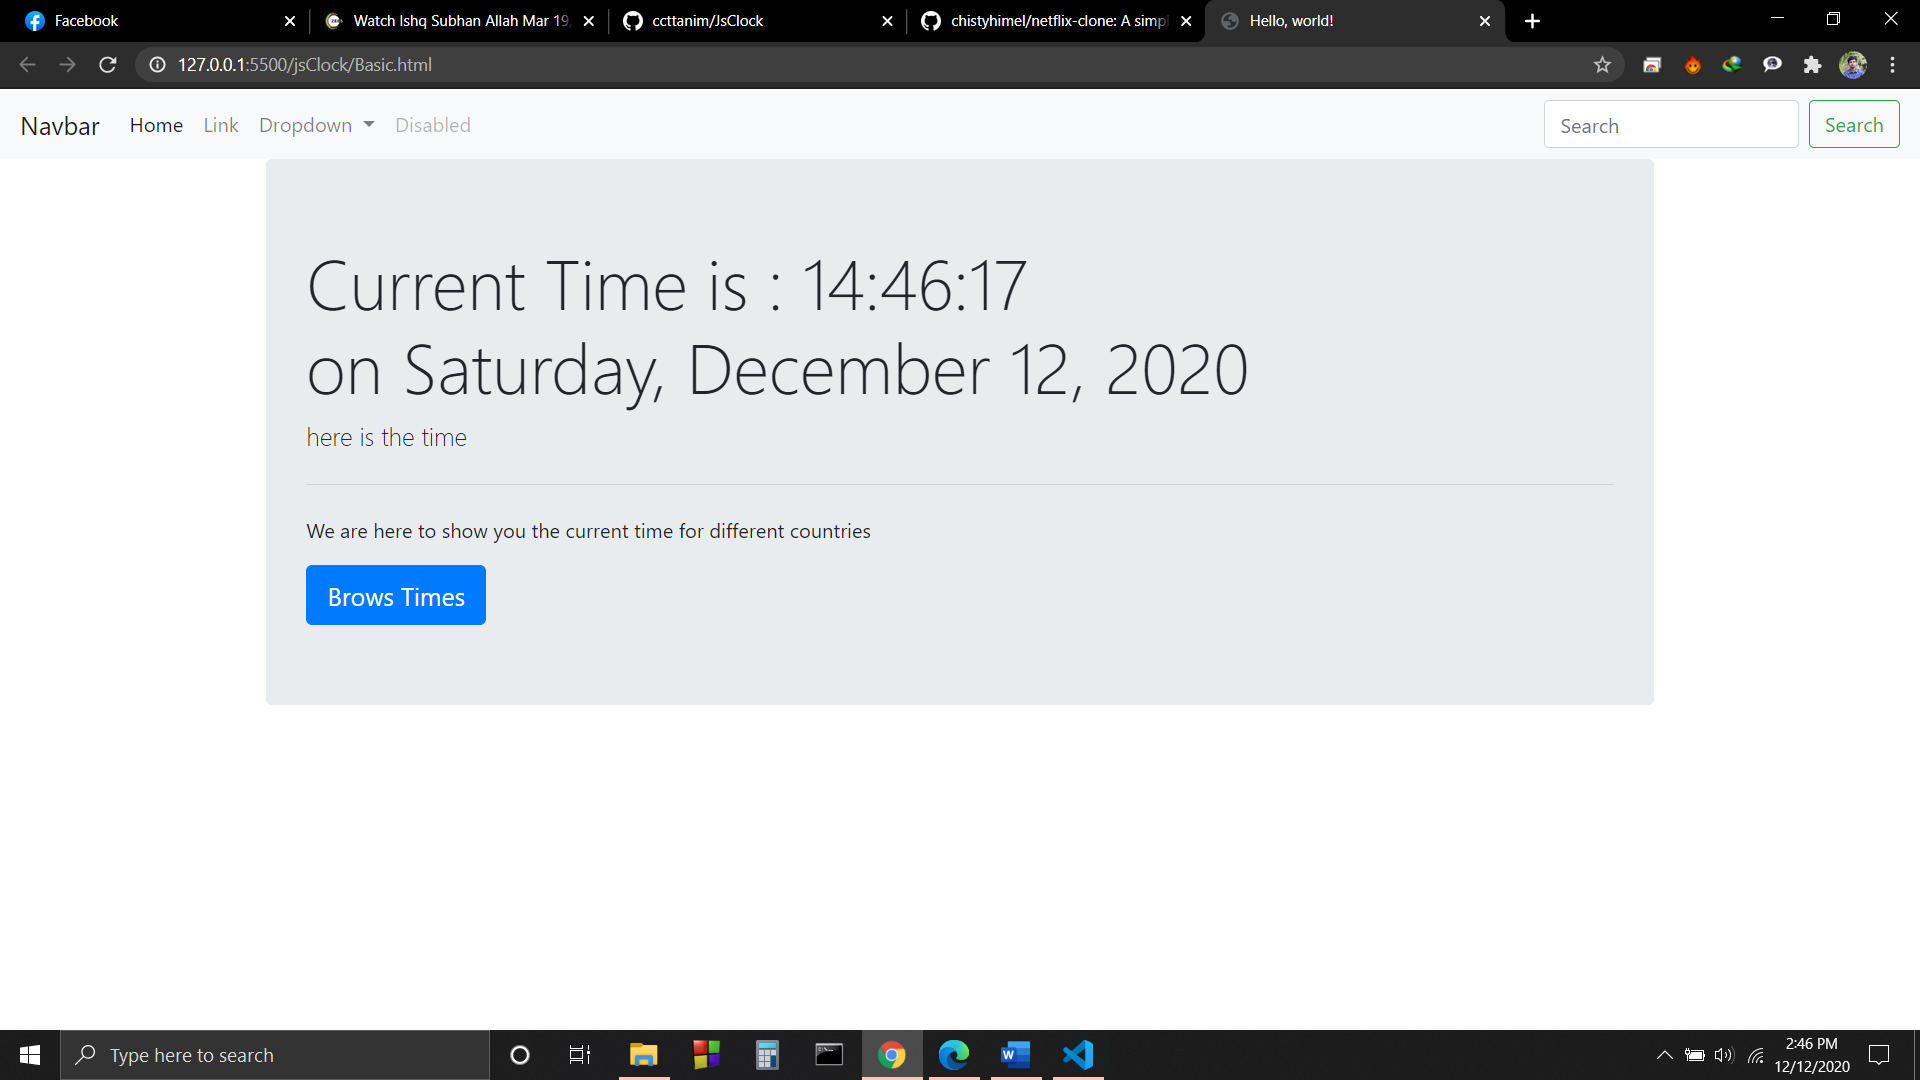 Facebook
Watch Ishq Subhan Allah Mar 19,
ccttanim/JsClock
chistyhimel/netflix-clone: A simpl
Hello, world!
127.0.0.1:5500/jsClock/Basic.html
Navbar Home Link Dropdown Disabled Search Search
Current Time is : 14:46:17
on Saturday, December 12, 2020
here is the time
We are here to show you the current time for different countries
Brows Times
Type here to search
2:46 PM
12/12/2020